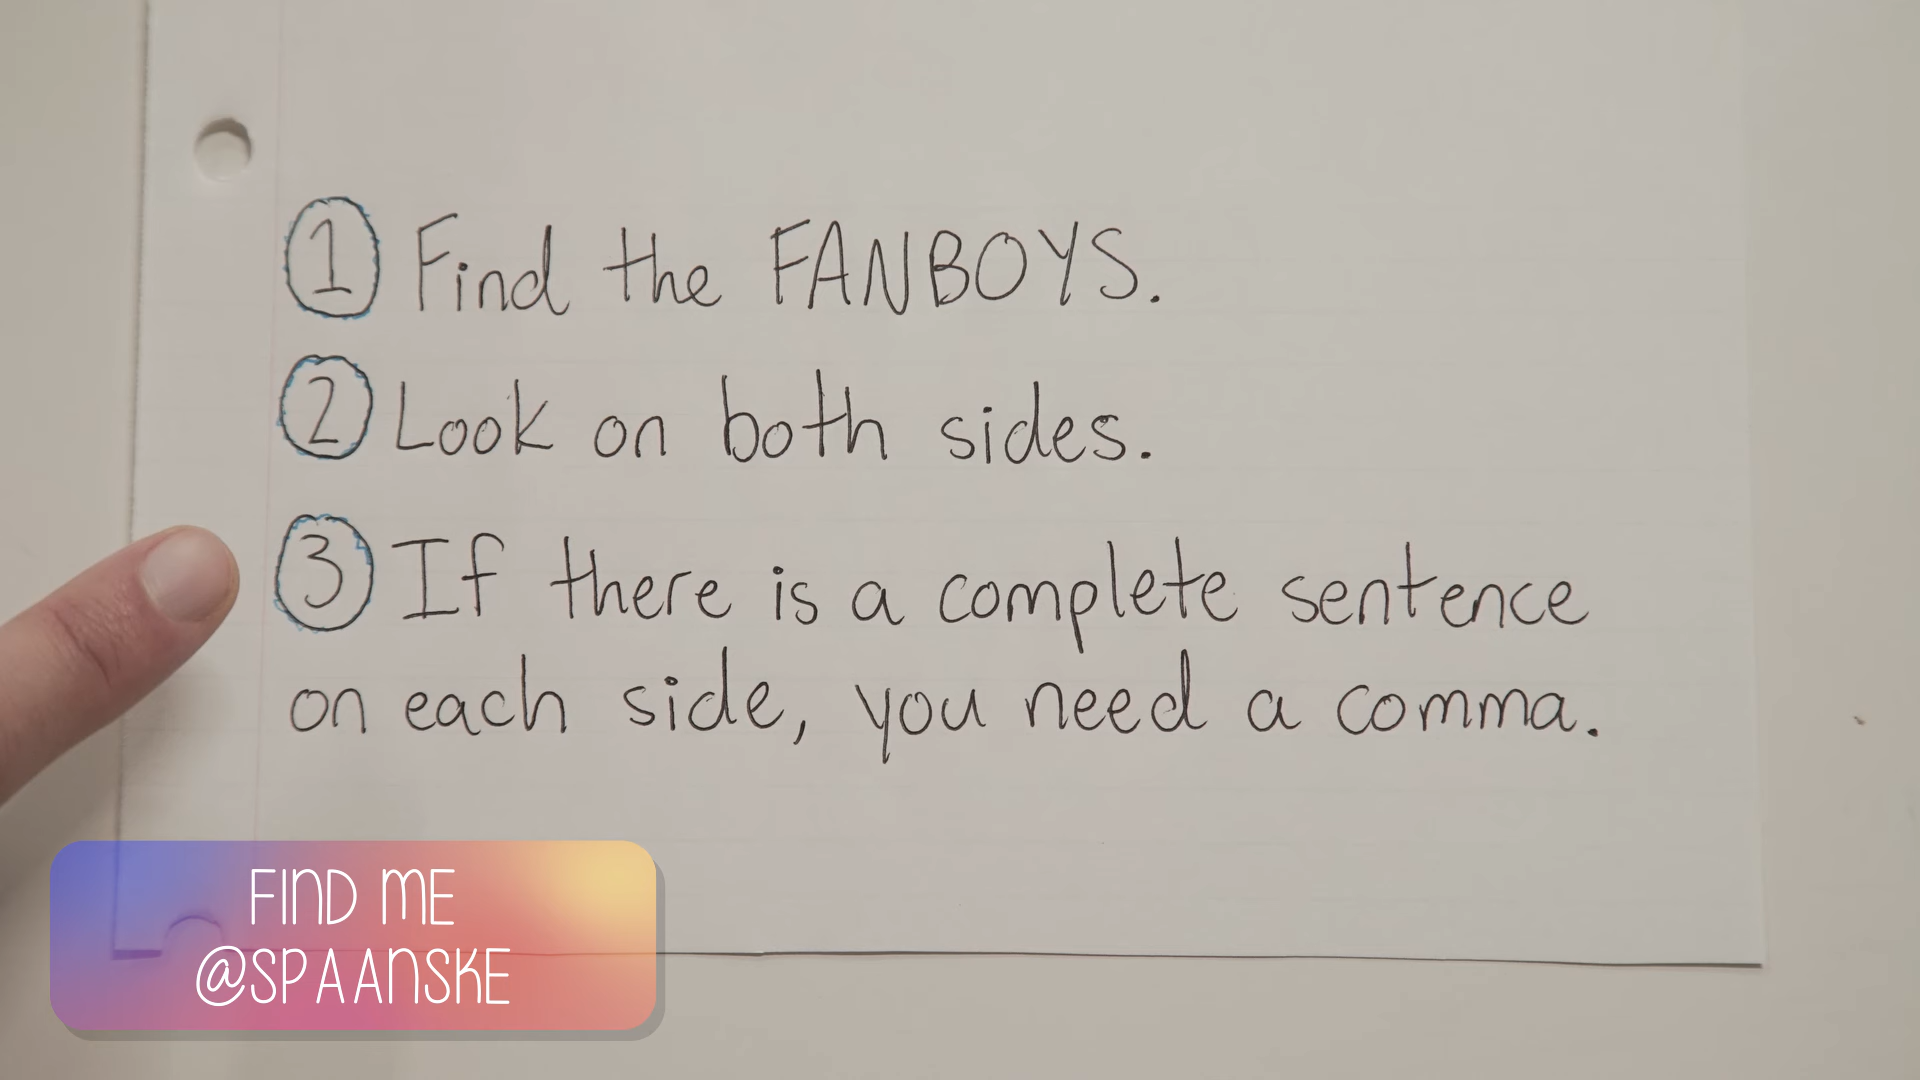 1 Find the FANBOYS.
2 Look on both sides.
3 If there is a complete sentence
on each side, you need a comma.
FIND ME
@SPAANSKE